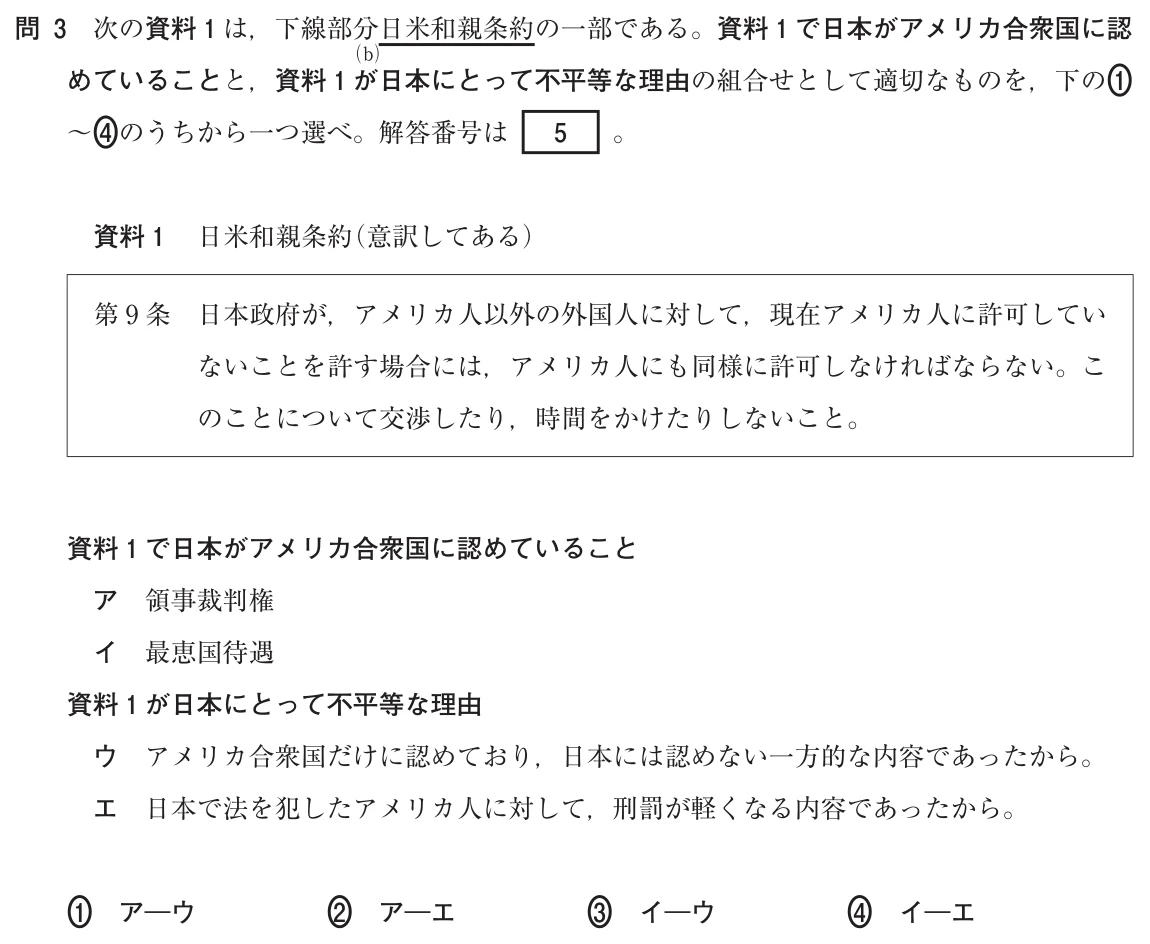 問 3 次の資料1は，下線部分日米和親条約の一部である。資料1で日本がアメリカ合衆国に認
(b)
めていることと，資料1が日本にとって不平等な理由の組合せとして適切なものを，下の①
～④のうちから一つ選べ。解答番号は 5 。
資料1 日米和親条約(意訳してある)
第9条 日本政府が，アメリカ人以外の外国人に対して，現在アメリカ人に許可してい
ないことを許す場合には，アメリカ人にも同様に許可しなければならない。こ
のことについて交渉したり，時間をかけたりしないこと。
資料1で日本がアメリカ合衆国に認めていること
ア 領事裁判権
イ 最恵国待遇
資料1が日本にとって不平等な理由
ウ アメリカ合衆国だけに認めており，日本には認めない一方的な内容であったから。
エ 日本で法を犯したアメリカ人に対して，刑罰が軽くなる内容であったから。
① ア―ウ ② ア―エ ③ イ―ウ ④ イ―エ